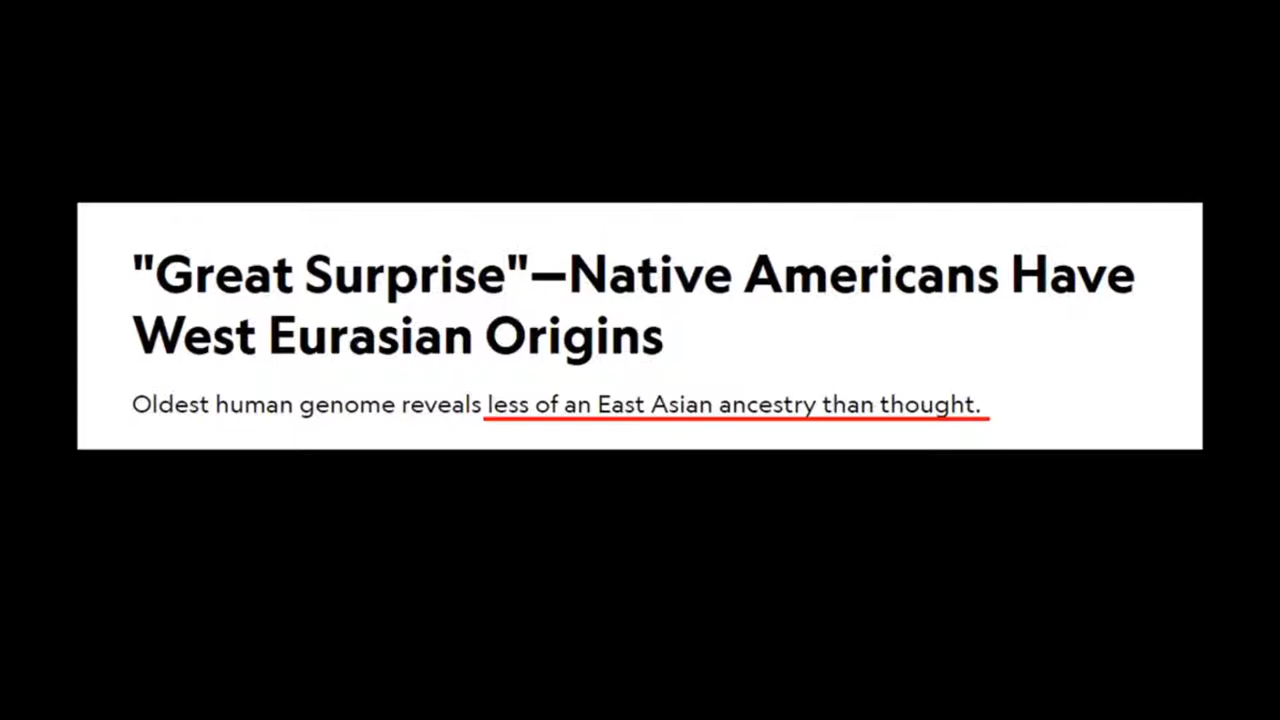 "Great Surprise"—Native Americans Have
West Eurasian Origins
Oldest human genome reveals less of an East Asian ancestry than thought.